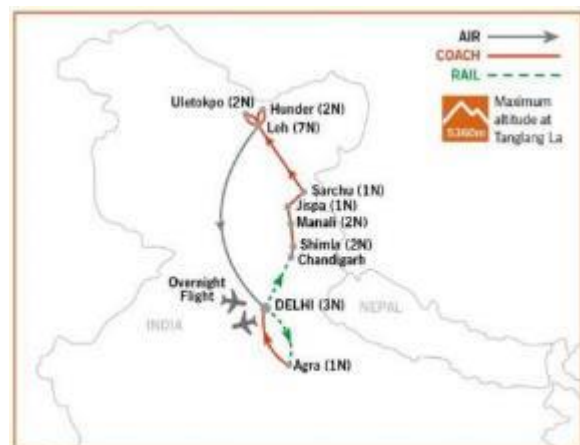 AIR
COACH
RAIL
5360m
Maximum
altitude at
Tanglang La
Uletokpo (2N)
Hunder (2N)
Leh (7N)
Sarchu (1N)
Jispa (1N)
Manali (2N)
Shimla (2N)
Chandigarh
Overnight
Flight
DELHI (3N)
INDIA
NEPAL
Agra (1N)